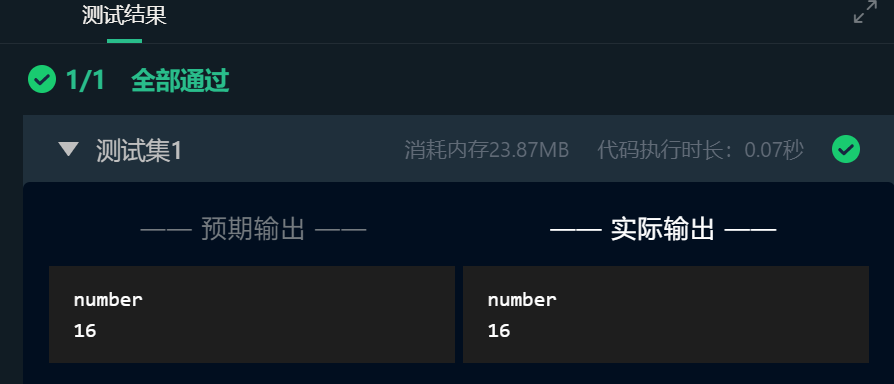 测试结果
1/1 全部通过
测试集1 消耗内存23.87MB 代码执行时长：0.07秒
—— 预期输出 —— —— 实际输出 ——
number number
16 16